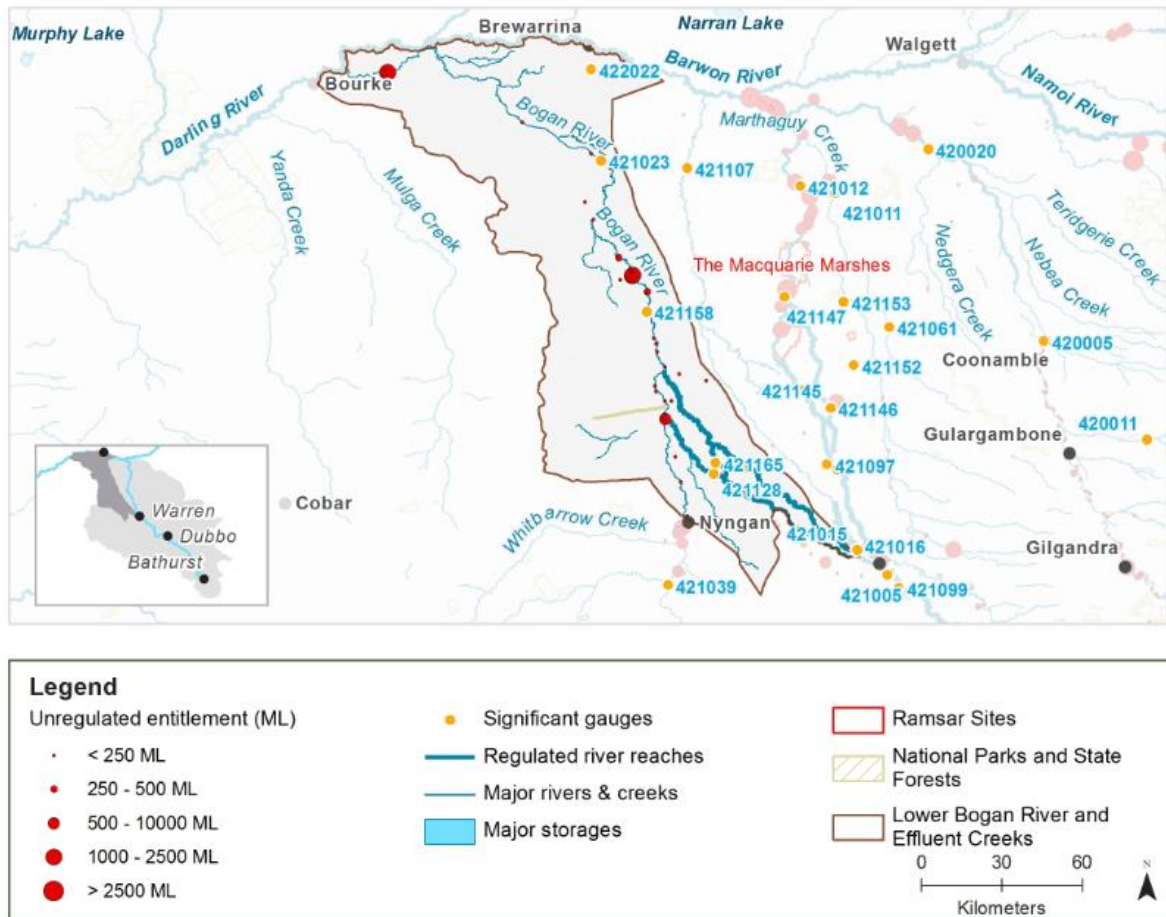 Murphy Lake
Brewarrina
Narran Lake
Walgett
422022
Barwon River
Bourke
Namoi River
Darling River
Bogan River
Marthaguy Creek
420020
421023
421107
421012
421011
Yanda Creek
Mulga Creek
Bogan River
Teridgerie Creek
Nedgera Creek
Nebea Creek
The Macquarie Marshes
421153
421147
421158
421061
420005
Coonamble
421152
421145
421146
420011
Gulargambone
421165
421097
421128
Cobar
Warren
Dubbo
Bathurst
Whitbarrow Creek
Nyngan
421015
421016
Gilgandra
421039
421005
421099
Legend
Unregulated entitlement (ML)
< 250 ML
250 - 500 ML
500 - 10000 ML
1000 - 2500 ML
> 2500 ML
Significant gauges
Regulated river reaches
Major rivers & creeks
Major storages
Ramsar Sites
National Parks and State
Forests
Lower Bogan River and
Effluent Creeks
0 30 60
Kilometers
N